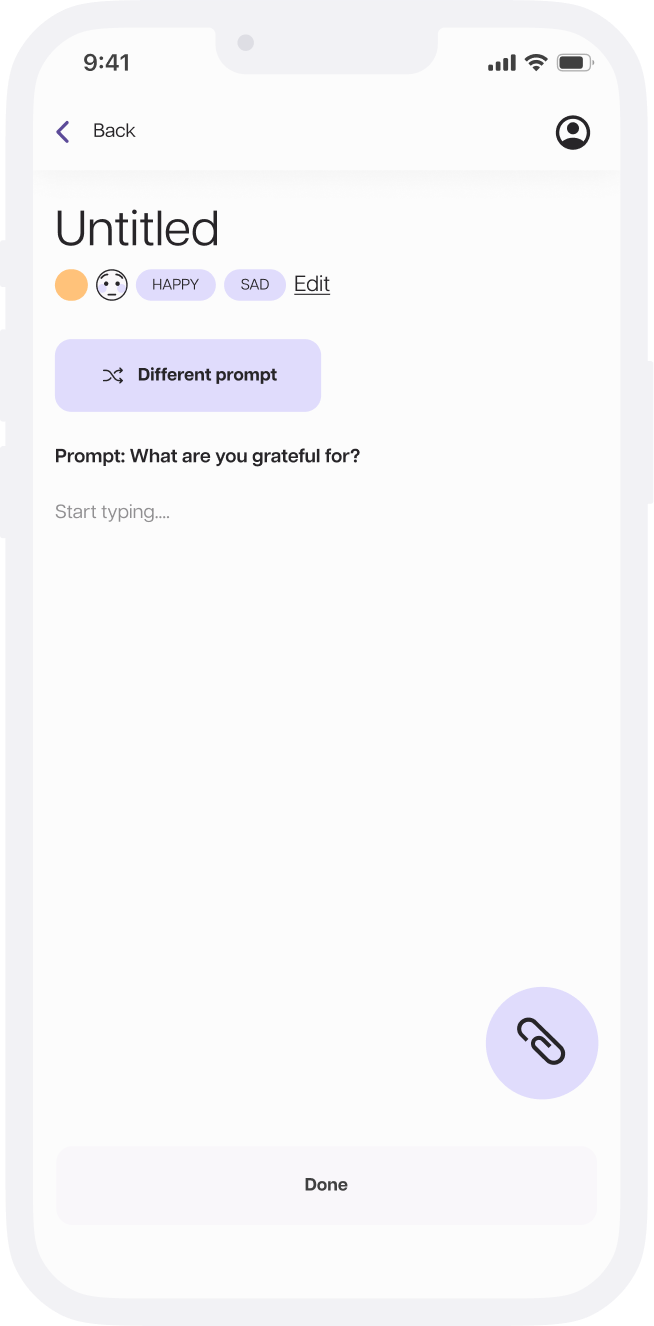 9:41
Back
Untitled
HAPPY SAD Edit
Different prompt
Prompt: What are you grateful for?
Start typing....
Done